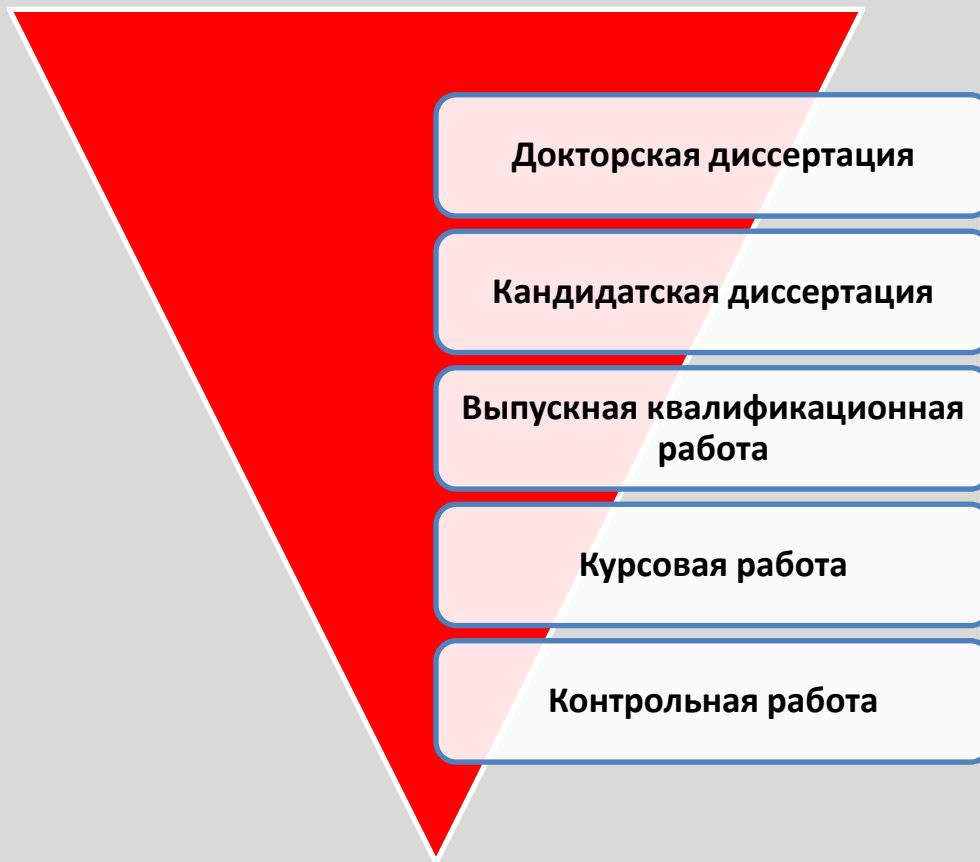 Докторская диссертация
Кандидатская диссертация
Выпускная квалификационная
работа
Курсовая работа
Контрольная работа